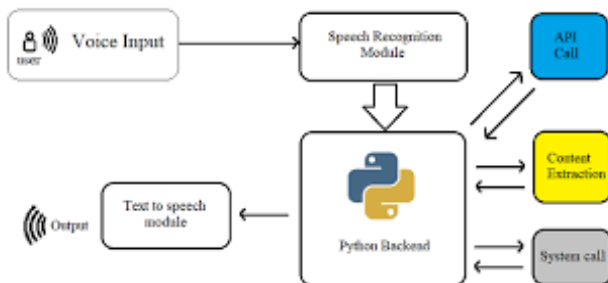 Voice Input
user
Speech Recognition
Module
API
Call
Content
Extraction
Text to speech
module
Output
Python Backend
System call